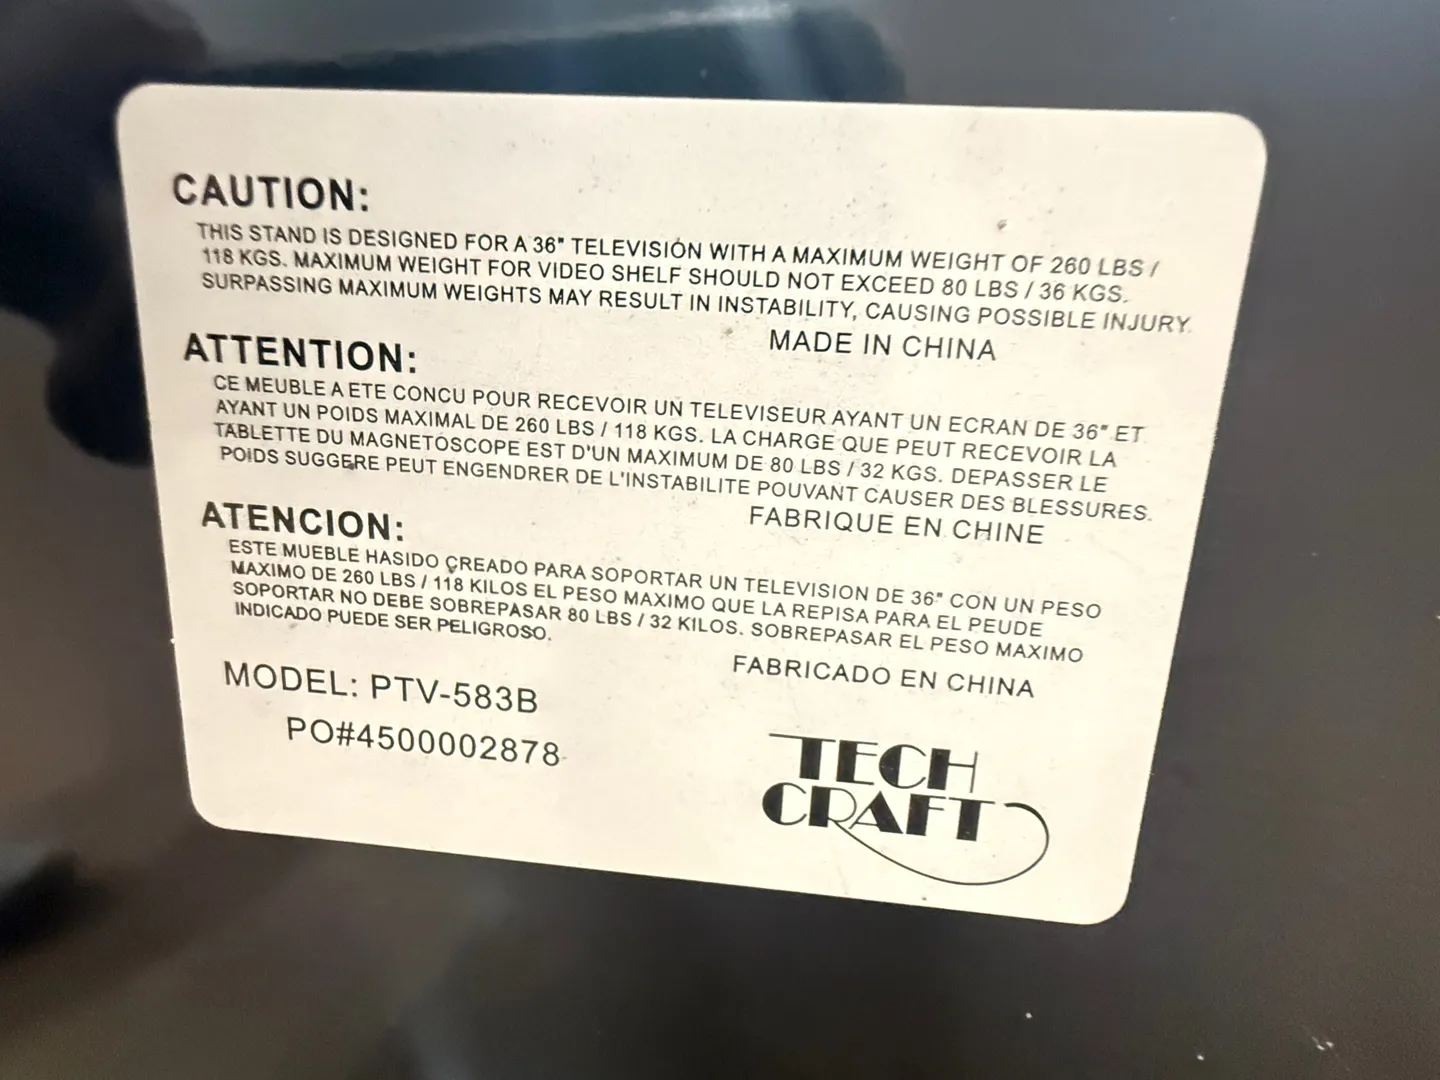 CAUTION:
THIS STAND IS DESIGNED FOR A 36" TELEVISION WITH A MAXIMUM WEIGHT OF 260 LBS /
118 KGS. MAXIMUM WEIGHT FOR VIDEO SHELF SHOULD NOT EXCEED 80 LBS / 36 KGS.
SURPASSING MAXIMUM WEIGHTS MAY RESULT IN INSTABILITY, CAUSING POSSIBLE INJURY.
MADE IN CHINA
ATTENTION:
CE MEUBLE A ETE CONCU POUR RECEVOIR UN TELEVISEUR AYANT UN ECRAN DE 36" ET
AYANT UN POIDS MAXIMAL DE 260 LBS / 118 KGS. LA CHARGE QUE PEUT RECEVOIR LA
TABLETTE DU MAGNETOSCOPE EST D'UN MAXIMUM DE 80 LBS / 32 KGS. DEPASSER LE
POIDS SUGGERE PEUT ENGENDRER DE L'INSTABILITE POUVANT CAUSER DES BLESSURES.
FABRIQUE EN CHINE
ATENCION:
ESTE MUEBLE HASIDO CREADO PARA SOPORTAR UN TELEVISION DE 36" CON UN PESO
MAXIMO DE 260 LBS / 118 KILOS EL PESO MAXIMO QUE LA REPISA PARA EL PEUDE
SOPORTAR NO DEBE SOBREPASAR 80 LBS / 32 KILOS. SOBREPASAR EL PESO MAXIMO
INDICADO PUEDE SER PELIGROSO.
FABRICADO EN CHINA
MODEL: PTV-583B
PO#4500002878
TECH
CRAFT